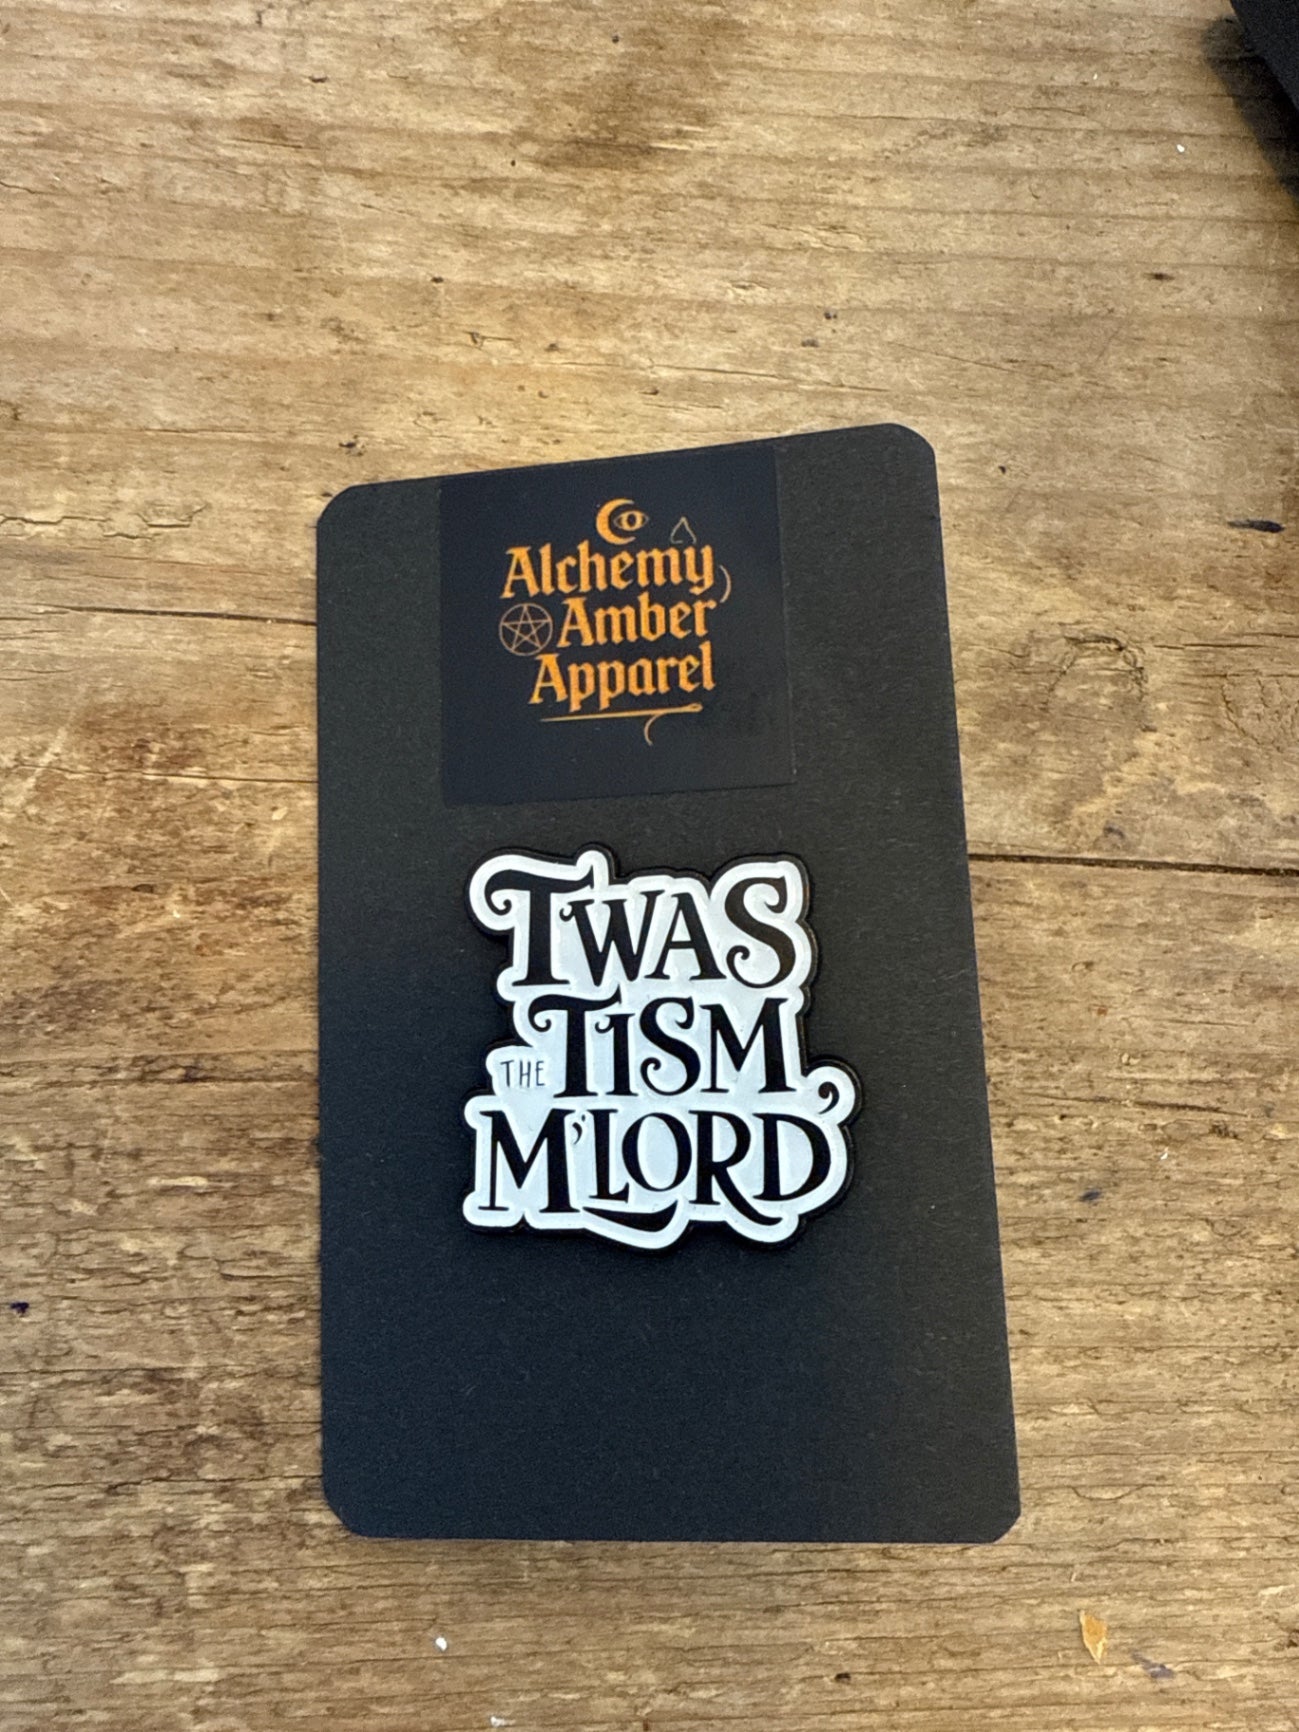 Alchemy
Amber
Apparel
TWAS
THE TISM,
M'LORD